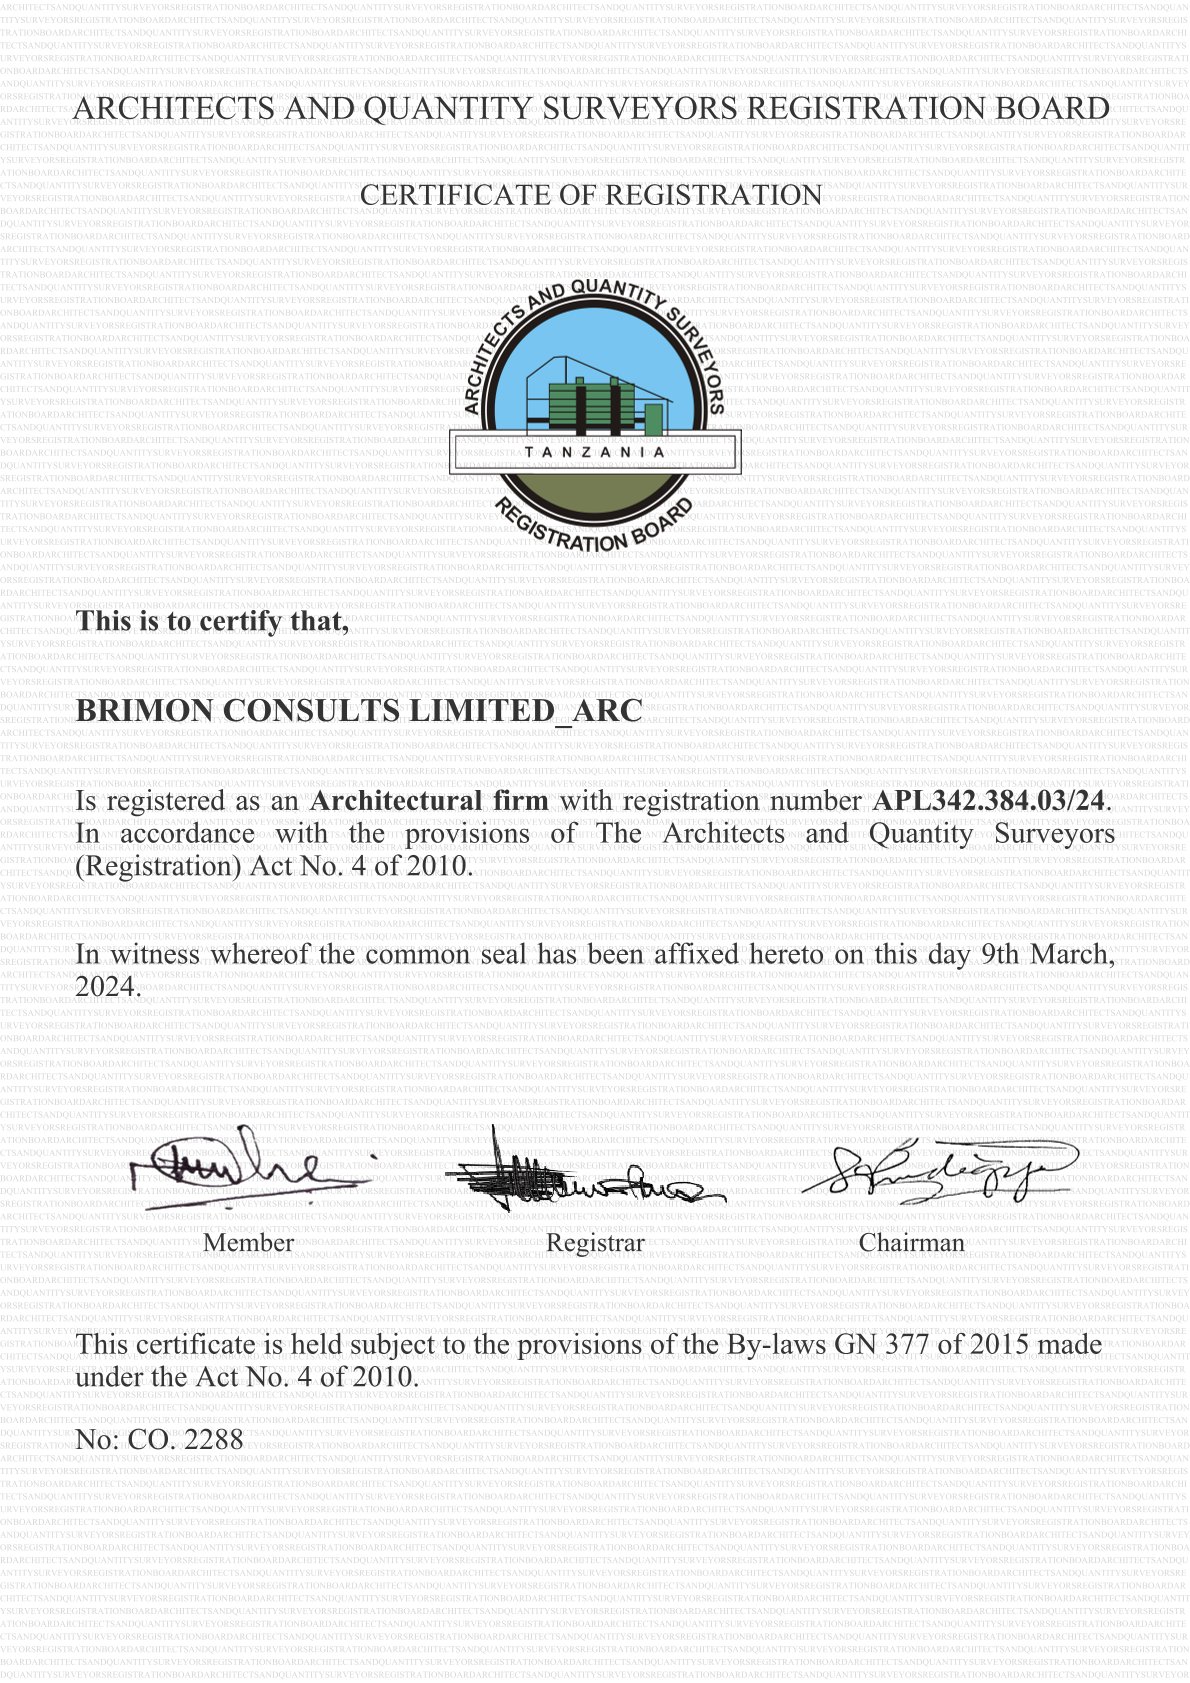 ARCHITECTS AND QUANTITY SURVEYORS REGISTRATION BOARD
CERTIFICATE OF REGISTRATION
ARCHITECTS AND QUANTITY SURVEYORS
TANZANIA
REGISTRATION BOARD
This is to certify that,
BRIMON CONSULTS LIMITED_ARC
Is registered as an Architectural firm with registration number APL342.384.03/24.
In accordance with the provisions of The Architects and Quantity Surveyors
(Registration) Act No. 4 of 2010.
In witness whereof the common seal has been affixed hereto on this day 9th March,
2024.
Member Registrar Chairman
This certificate is held subject to the provisions of the By-laws GN 377 of 2015 made
under the Act No. 4 of 2010.
No: CO. 2288